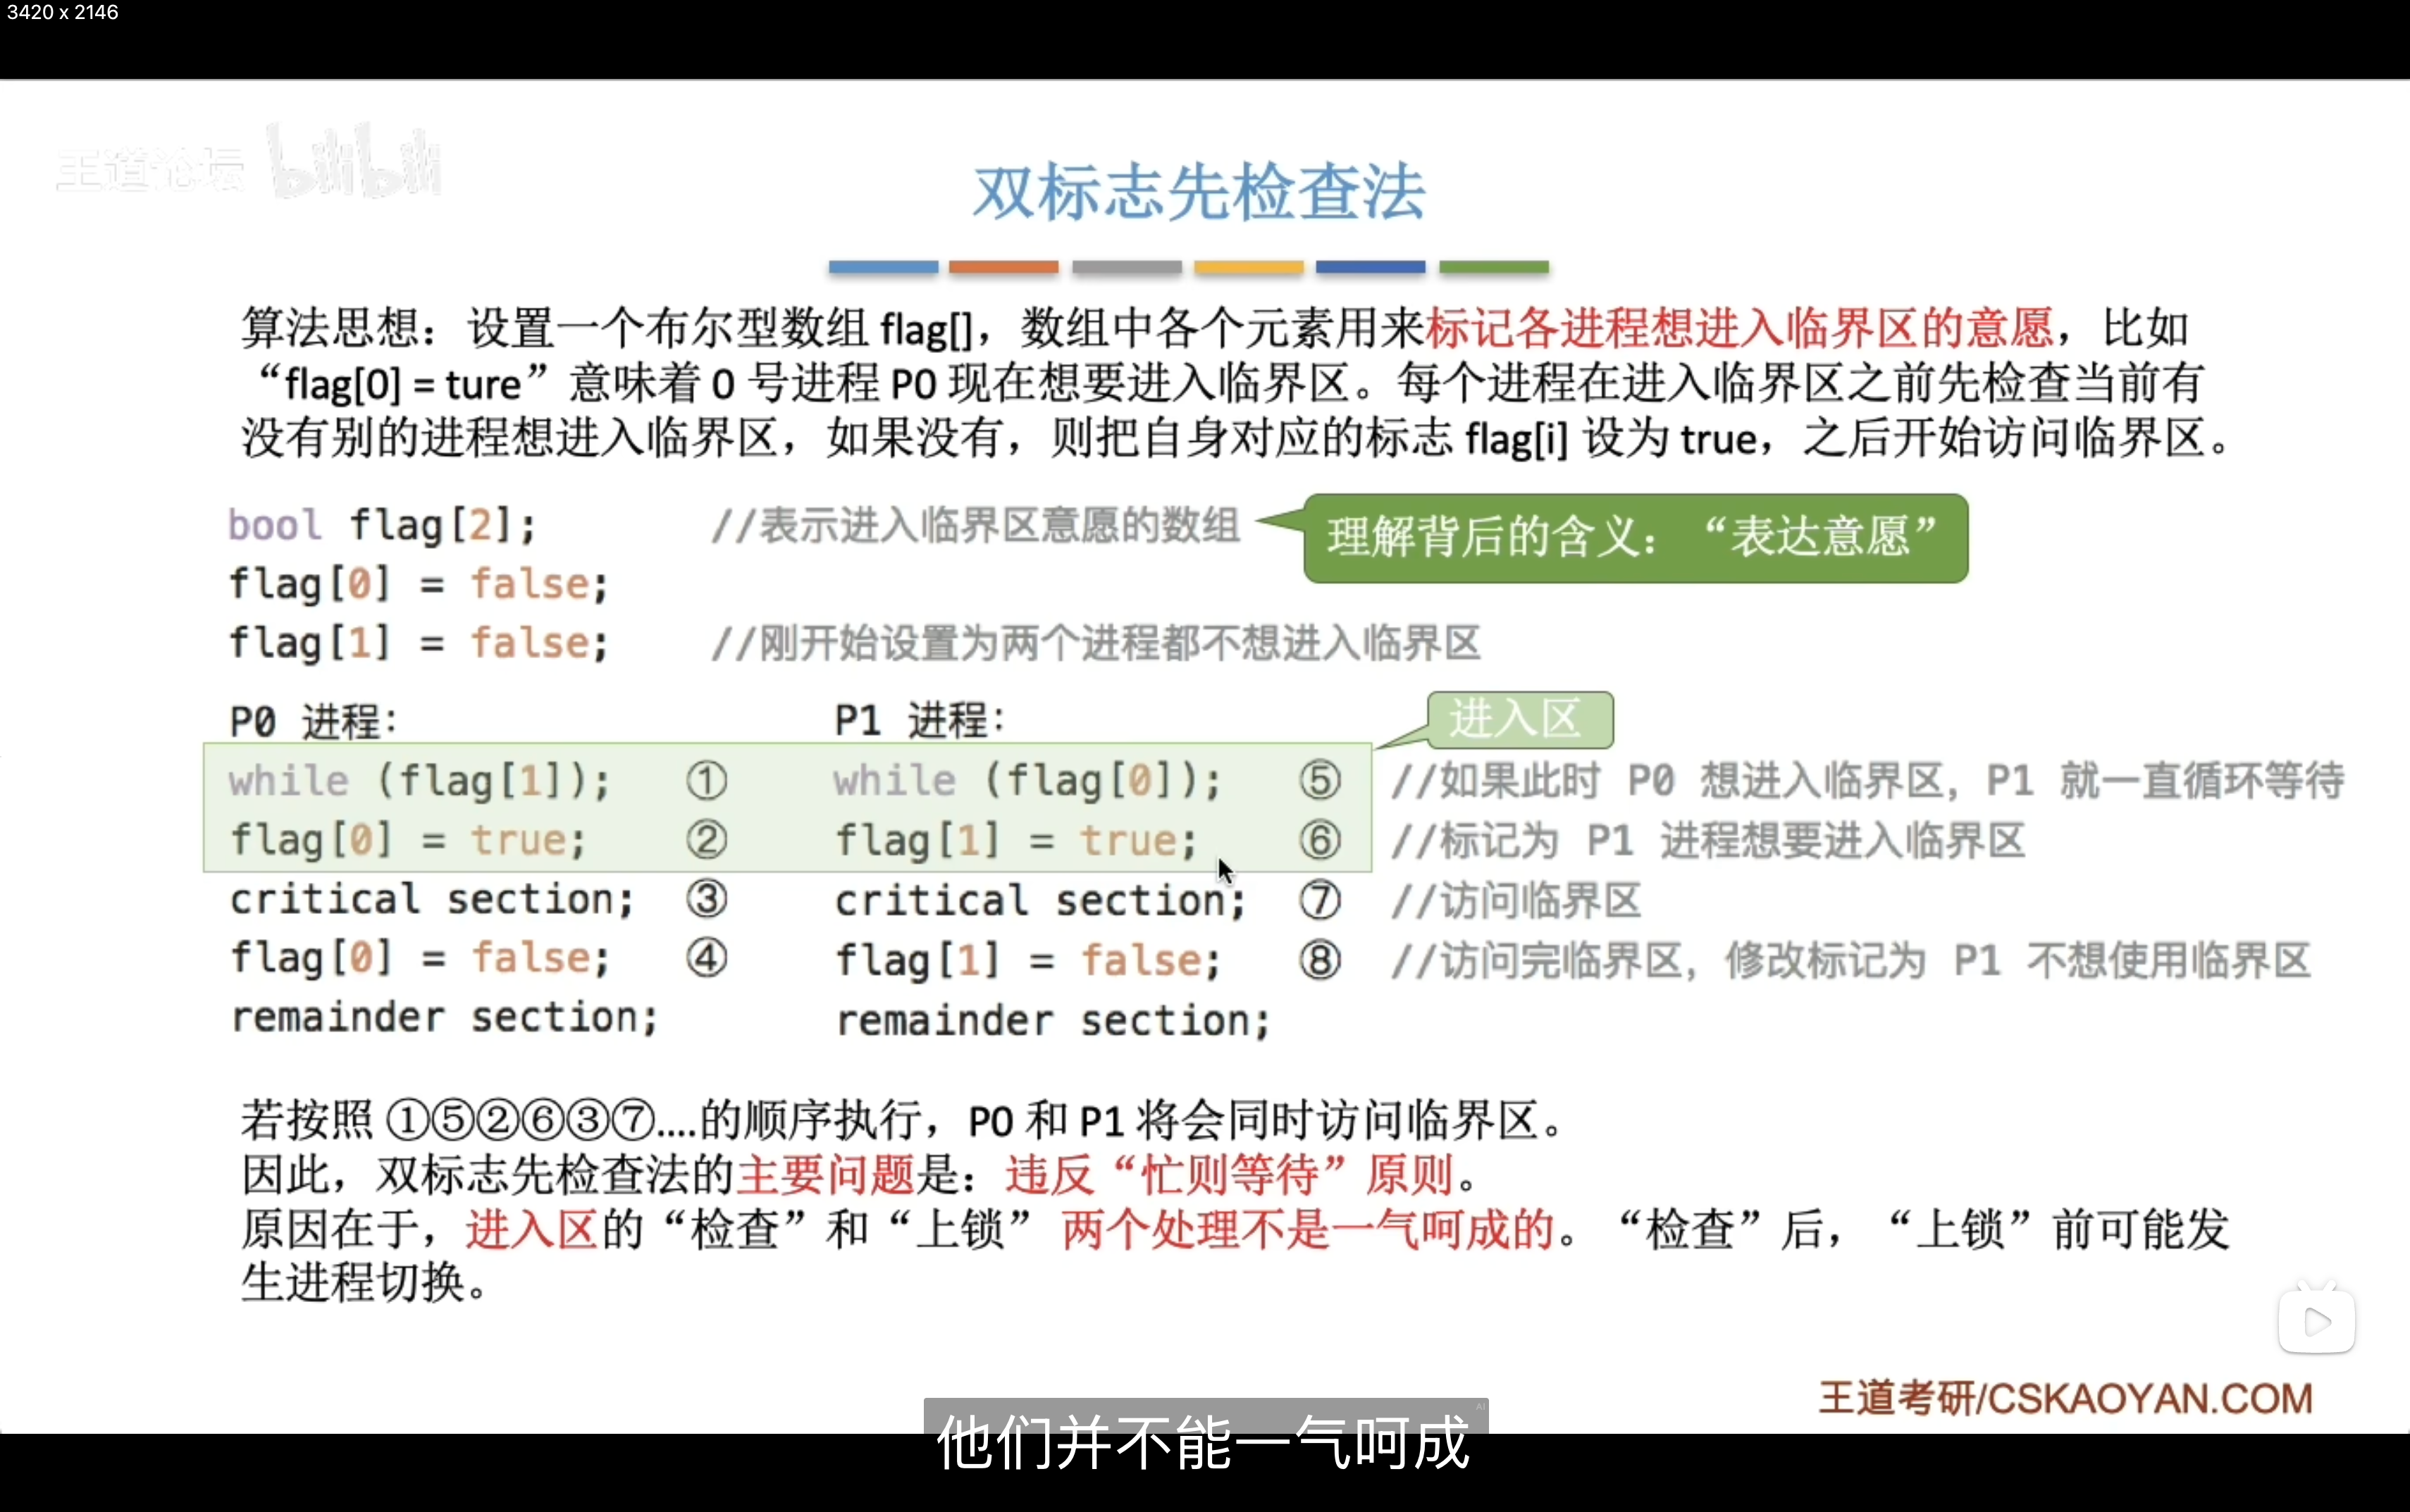 3420 x 2146
王道论坛 bilibili
双标志先检查法
算法思想：设置一个布尔型数组 flag[]，数组中各个元素用来标记各进程想进入临界区的意愿，比如
“flag[0] = ture”意味着 0 号进程 P0 现在想要进入临界区。每个进程在进入临界区之前先检查当前有
没有别的进程想进入临界区，如果没有，则把自身对应的标志 flag[i] 设为 true，之后开始访问临界区。
bool flag[2]; //表示进入临界区意愿的数组
理解背后的含义：“表达意愿”
flag[0] = false;
flag[1] = false; //刚开始设置为两个进程都不想进入临界区
P0 进程： P1 进程：
进入区
while (flag[1]); ① while (flag[0]); ⑤ //如果此时 P0 想进入临界区，P1 就一直循环等待
flag[0] = true; ② flag[1] = true; ⑥ //标记为 P1 进程想要进入临界区
critical section; ③ critical section; ⑦ //访问临界区
flag[0] = false; ④ flag[1] = false; ⑧ //访问完临界区，修改标记为 P1 不想使用临界区
remainder section; remainder section;
若按照 ①⑤②⑥③⑦....的顺序执行，P0 和 P1 将会同时访问临界区。
因此，双标志先检查法的主要问题是：违反“忙则等待”原则。
原因在于，进入区的“检查”和“上锁” 两个处理不是一气呵成的。“检查”后，“上锁”前可能发
生进程切换。
王道考研/CSKAOYAN.COM
AI
他们并不能一气呵成